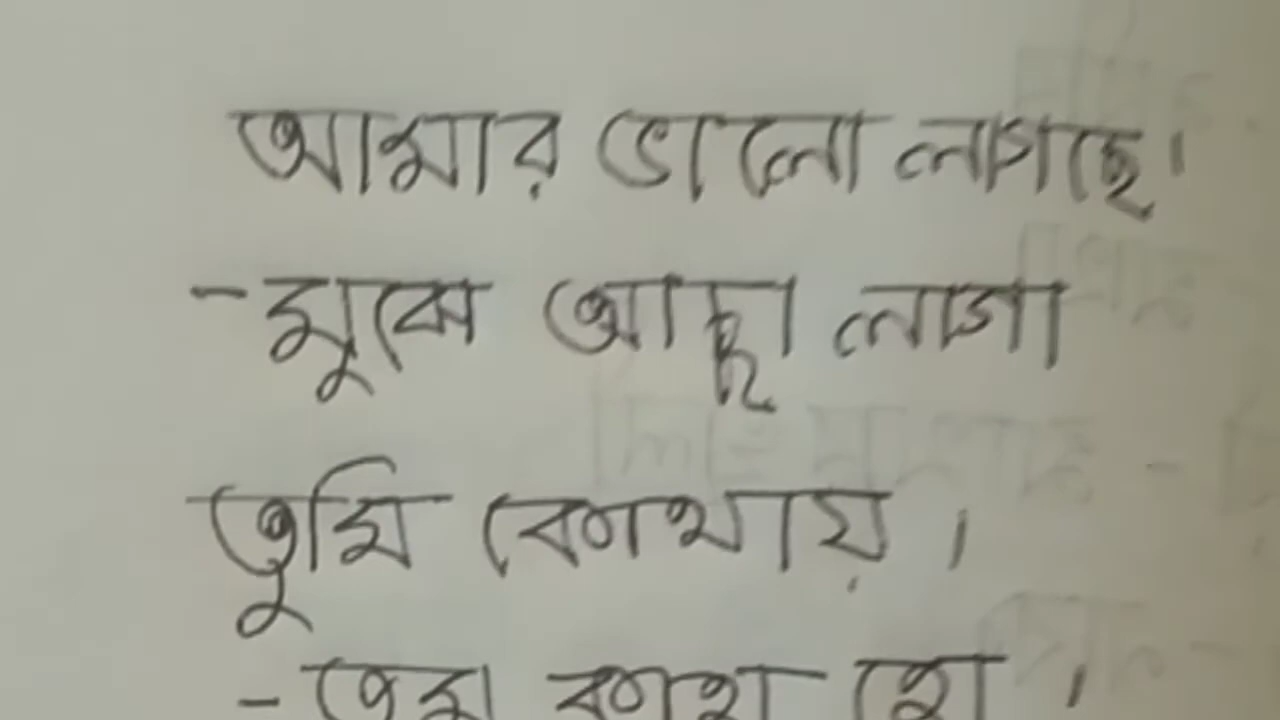 আমার ভালো লাগছে।
- মুঝে আচ্ছা লাগা
তুমি কোথায়।
- তুম কাহা হো।